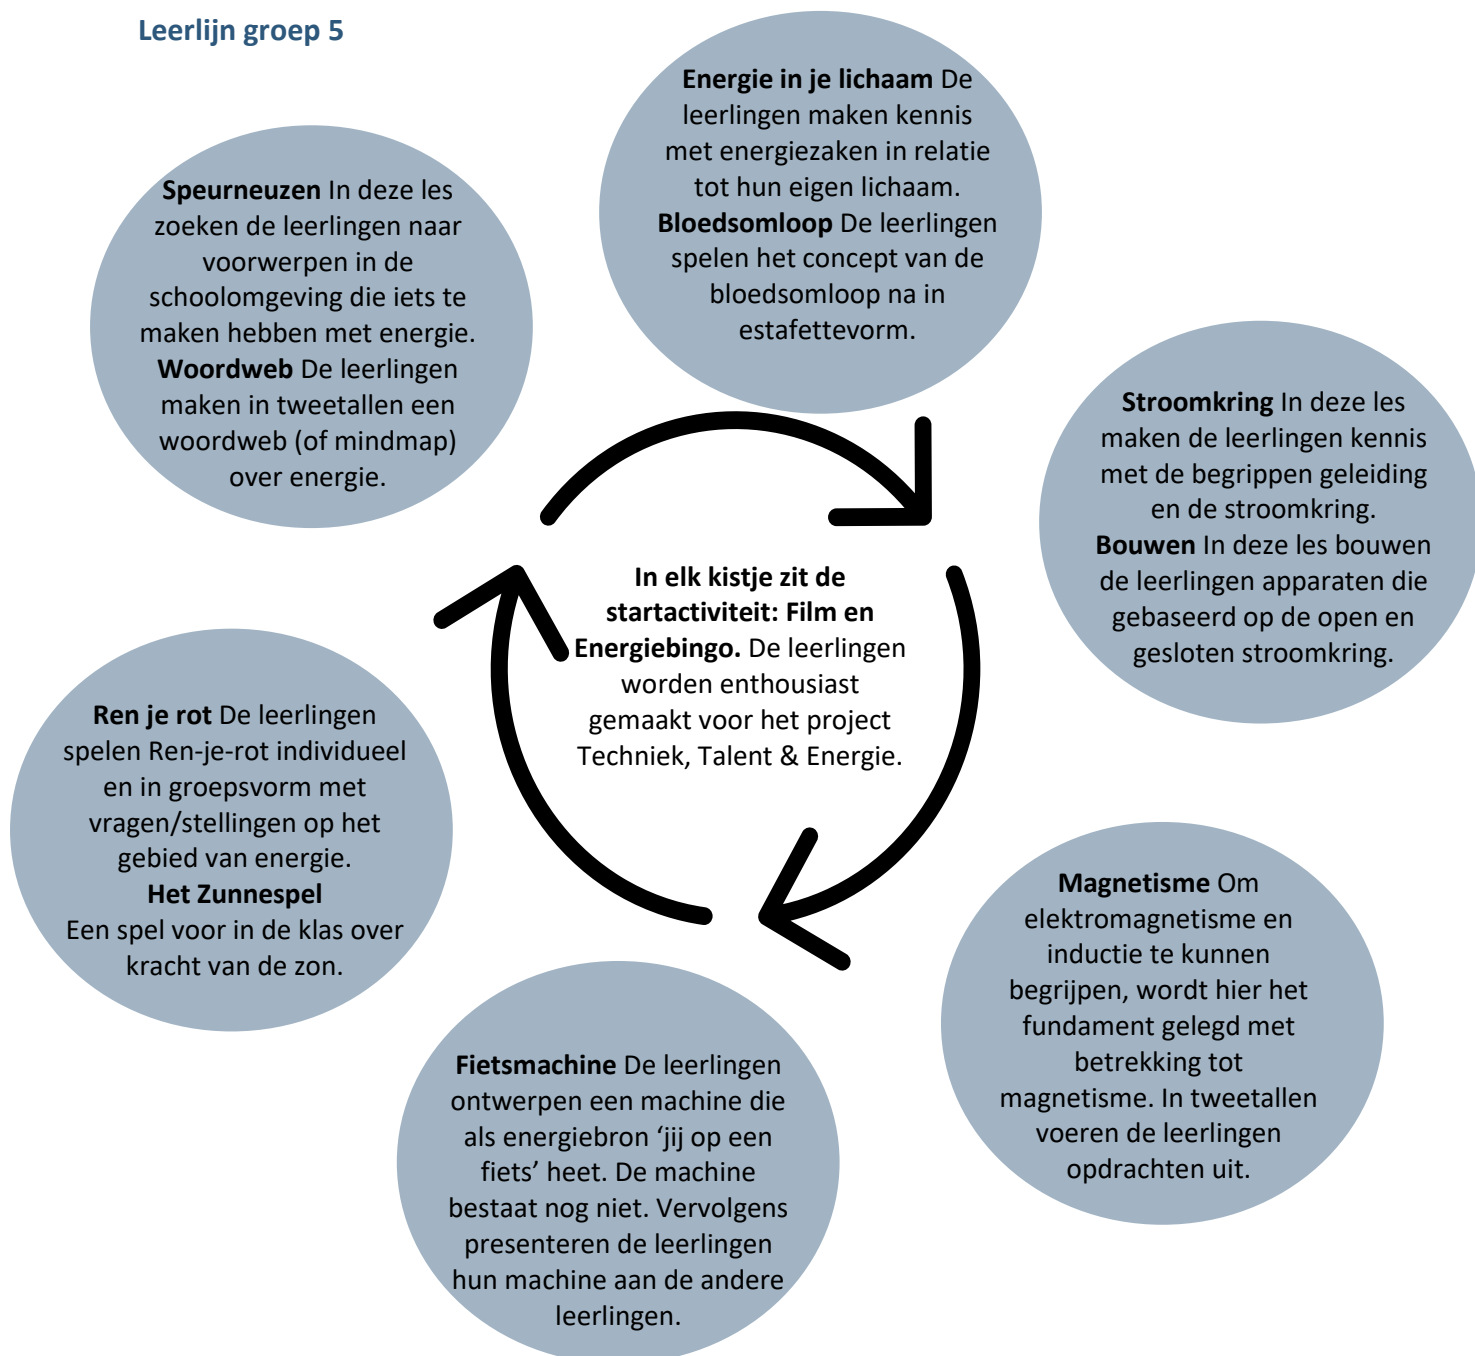 Leerlijn groep 5
Speurneuzen In deze les
zoeken de leerlingen naar
voorwerpen in de
schoolomgeving die iets te
maken hebben met energie.
Woordweb De leerlingen
maken in tweetallen een
woordweb (of mindmap)
over energie.
Energie in je lichaam De
leerlingen maken kennis
met energiezaken in relatie
tot hun eigen lichaam.
Bloedsomloop De leerlingen
spelen het concept van de
bloedsomloop na in
estafettevorm.
Stroomkring In deze les
maken de leerlingen kennis
met de begrippen geleiding
en de stroomkring.
Bouwen In deze les bouwen
de leerlingen apparaten die
gebaseerd op de open en
gesloten stroomkring.
Magnetisme Om
elektromagnetisme en
inductie te kunnen
begrijpen, wordt hier het
fundament gelegd met
betrekking tot
magnetisme. In tweetallen
voeren de leerlingen
opdrachten uit.
Fietsmachine De leerlingen
ontwerpen een machine die
als energiebron ‘jij op een
fiets’ heet. De machine
bestaat nog niet. Vervolgens
presenteren de leerlingen
hun machine aan de andere
leerlingen.
Ren je rot De leerlingen
spelen Ren-je-rot individueel
en in groepsvorm met
vragen/stellingen op het
gebied van energie.
Het Zunnespel
Een spel voor in de klas over
kracht van de zon.
In elk kistje zit de
startactiviteit: Film en
Energiebingo. De leerlingen
worden enthousiast
gemaakt voor het project
Techniek, Talent & Energie.